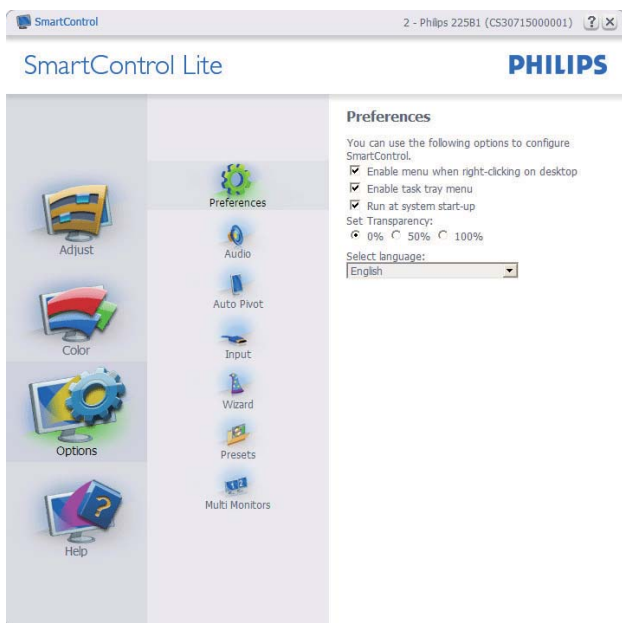 SmartControl
2 - Philips 225B1 (CS30715000001) ? X
SmartControl Lite
PHILIPS
Adjust
Color
Options
Help
?
Preferences
Audio
Auto Pivot
Input
Wizard
Presets
1 2
Multi Monitors
Preferences
You can use the following options to configure
SmartControl.
Enable menu when right-clicking on desktop
Enable task tray menu
Run at system start-up
Set Transparency:
0% 50% 100%
Select language:
English